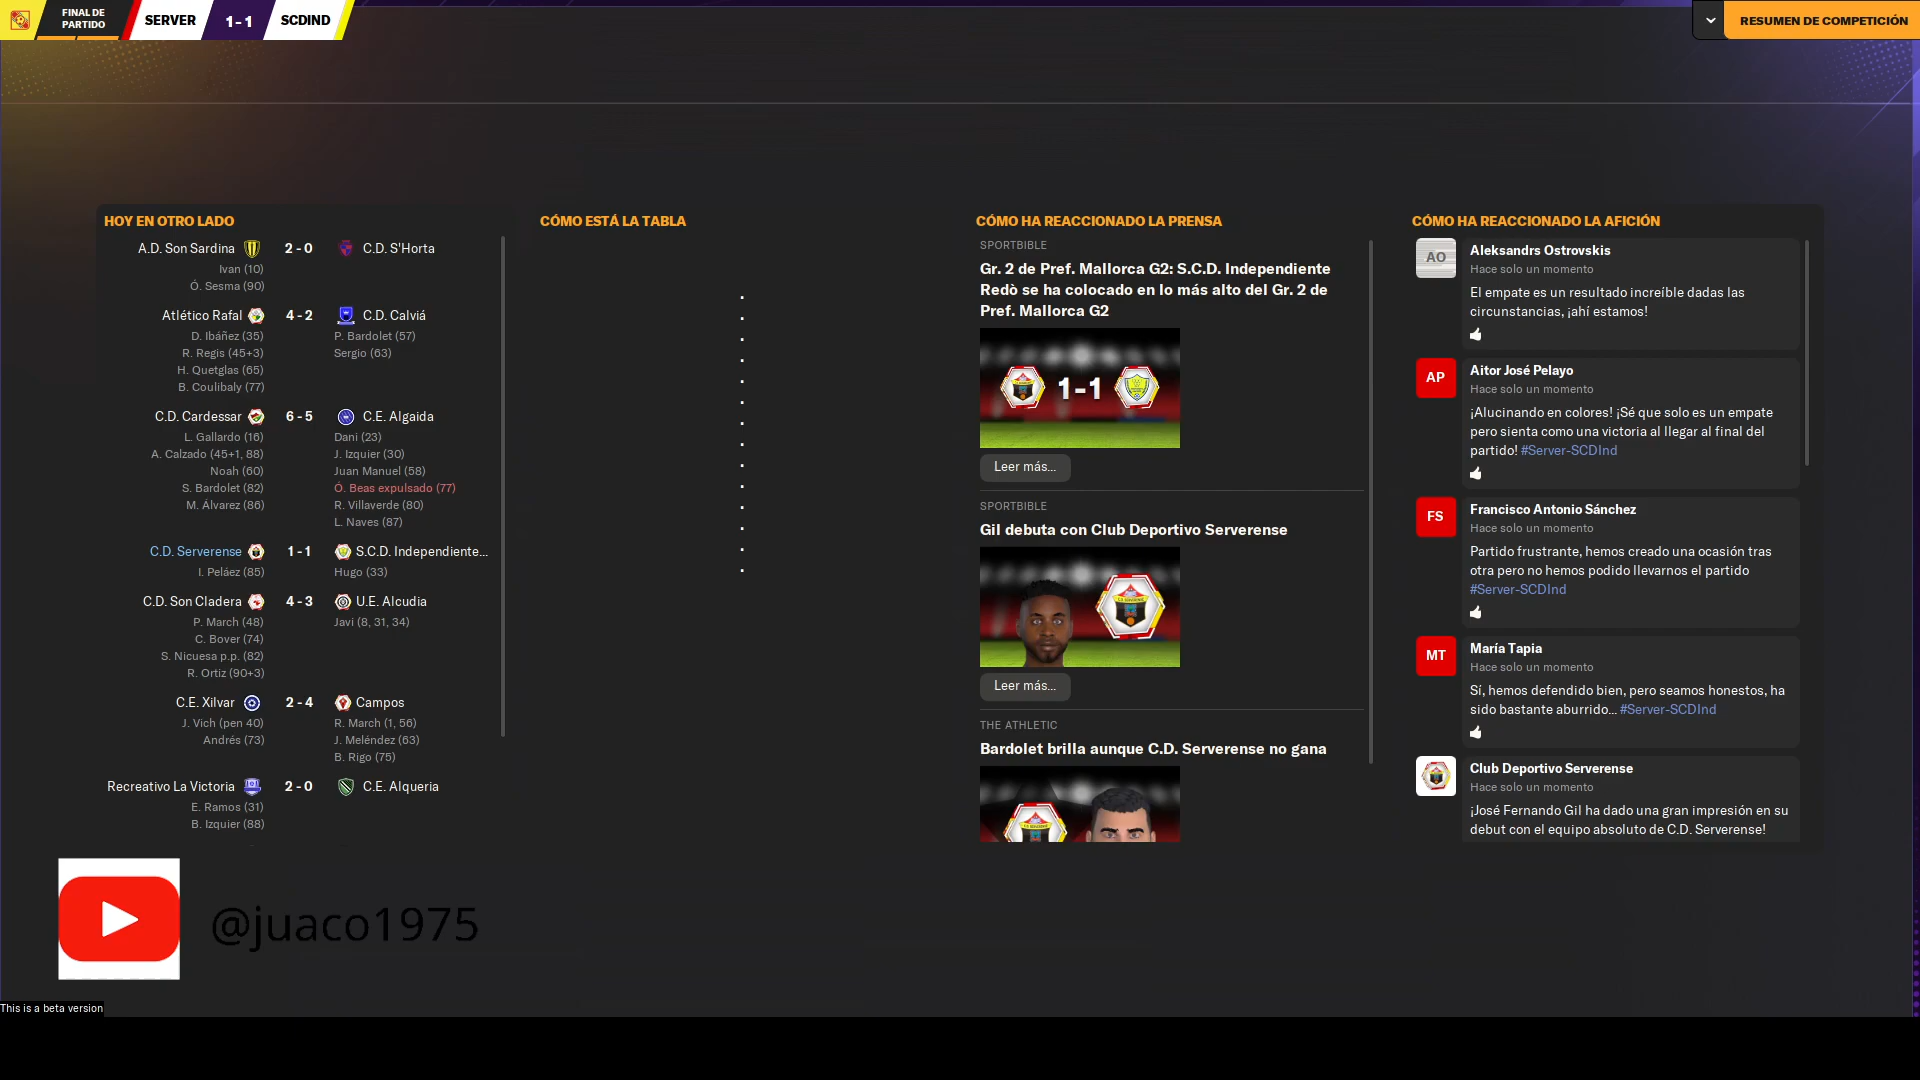 FINAL DE
PARTIDO
SERVER
1 - 1
SCDIND
RESUMEN DE COMPETICIÓN
HOY EN OTRO LADO
A.D. Son Sardina 2 - 0 C.D. S'Horta
Ivan (10)
Ó. Sesma (90)
Atlético Rafal 4 - 2 C.D. Calviá
D. Ibáñez (35) P. Bardolet (57)
R. Regis (45+3) Sergio (63)
H. Quetglas (65)
B. Coulibaly (77)
C.D. Cardessar 6 - 5 C.E. Algaida
L. Gallardo (16) Dani (23)
A. Calzado (45+1, 88) J. Izquier (30)
Noah (60) Juan Manuel (58)
S. Bardolet (82) Ó. Beas expulsado (77)
M. Álvarez (86) R. Villaverde (80)
L. Naves (87)
C.D. Serverense 1 - 1 S.C.D. Independiente...
I. Peláez (85) Hugo (33)
C.D. Son Cladera 4 - 3 U.E. Alcudia
P. March (48) Javi (8, 31, 34)
C. Bover (74)
S. Nicuesa p.p. (82)
R. Ortiz (90+3)
C.E. Xilvar 2 - 4 Campos
J. Vich (pen 40) R. March (1, 56)
Andrés (73) J. Meléndez (63)
B. Rigo (75)
Recreativo La Victoria 2 - 0 C.E. Alqueria
E. Ramos (31)
B. Izquier (88)
CÓMO ESTÁ LA TABLA
.
.
.
.
.
.
.
.
.
.
.
.
.
.
CÓMO HA REACCIONADO LA PRENSA
SPORTBIBLE
Gr. 2 de Pref. Mallorca G2: S.C.D. Independiente
Redò se ha colocado en lo más alto del Gr. 2 de
Pref. Mallorca G2
1-1
Leer más...
SPORTBIBLE
Gil debuta con Club Deportivo Serverense
Leer más...
THE ATHLETIC
Bardolet brilla aunque C.D. Serverense no gana
CÓMO HA REACCIONADO LA AFICIÓN
AO
Aleksandrs Ostrovskis
Hace solo un momento
El empate es un resultado increíble dadas las
circunstancias, ¡ahí estamos!
AP
Aitor José Pelayo
Hace solo un momento
¡Alucinando en colores! ¡Sé que solo es un empate
pero sienta como una victoria al llegar al final del
partido! #Server-SCDInd
FS
Francisco Antonio Sánchez
Hace solo un momento
Partido frustrante, hemos creado una ocasión tras
otra pero no hemos podido llevarnos el partido
#Server-SCDInd
MT
María Tapia
Hace solo un momento
Sí, hemos defendido bien, pero seamos honestos, ha
sido bastante aburrido... #Server-SCDInd
Club Deportivo Serverense
Hace solo un momento
¡José Fernando Gil ha dado una gran impresión en su
debut con el equipo absoluto de C.D. Serverense!
@juaco1975
This is a beta version